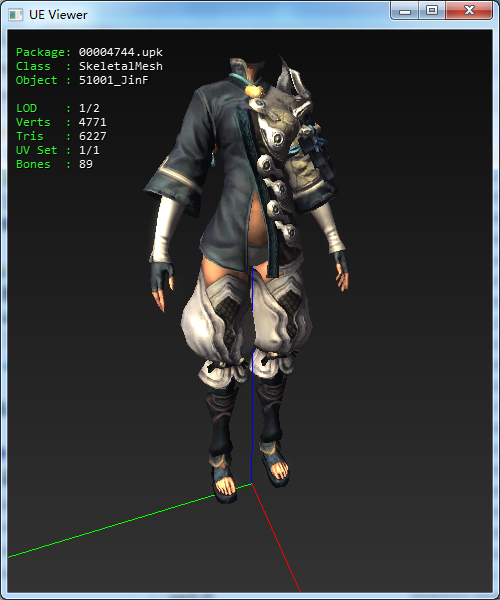 UE Viewer
Package: 00004744.upk
Class : SkeletalMesh
Object : 51001_JinF
LOD : 1/2
Verts : 4771
Tris : 6227
UV Set : 1/1
Bones : 89